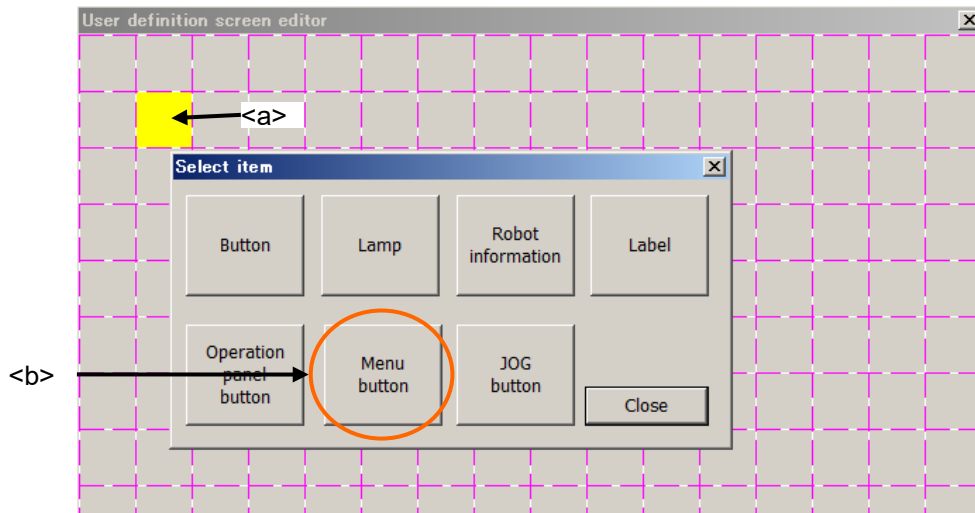 User definition screen editor
<a>
Select item
Button
Lamp
Robot
information
Label
Operation
panel
button
Menu
button
JOG
button
Close
<b>